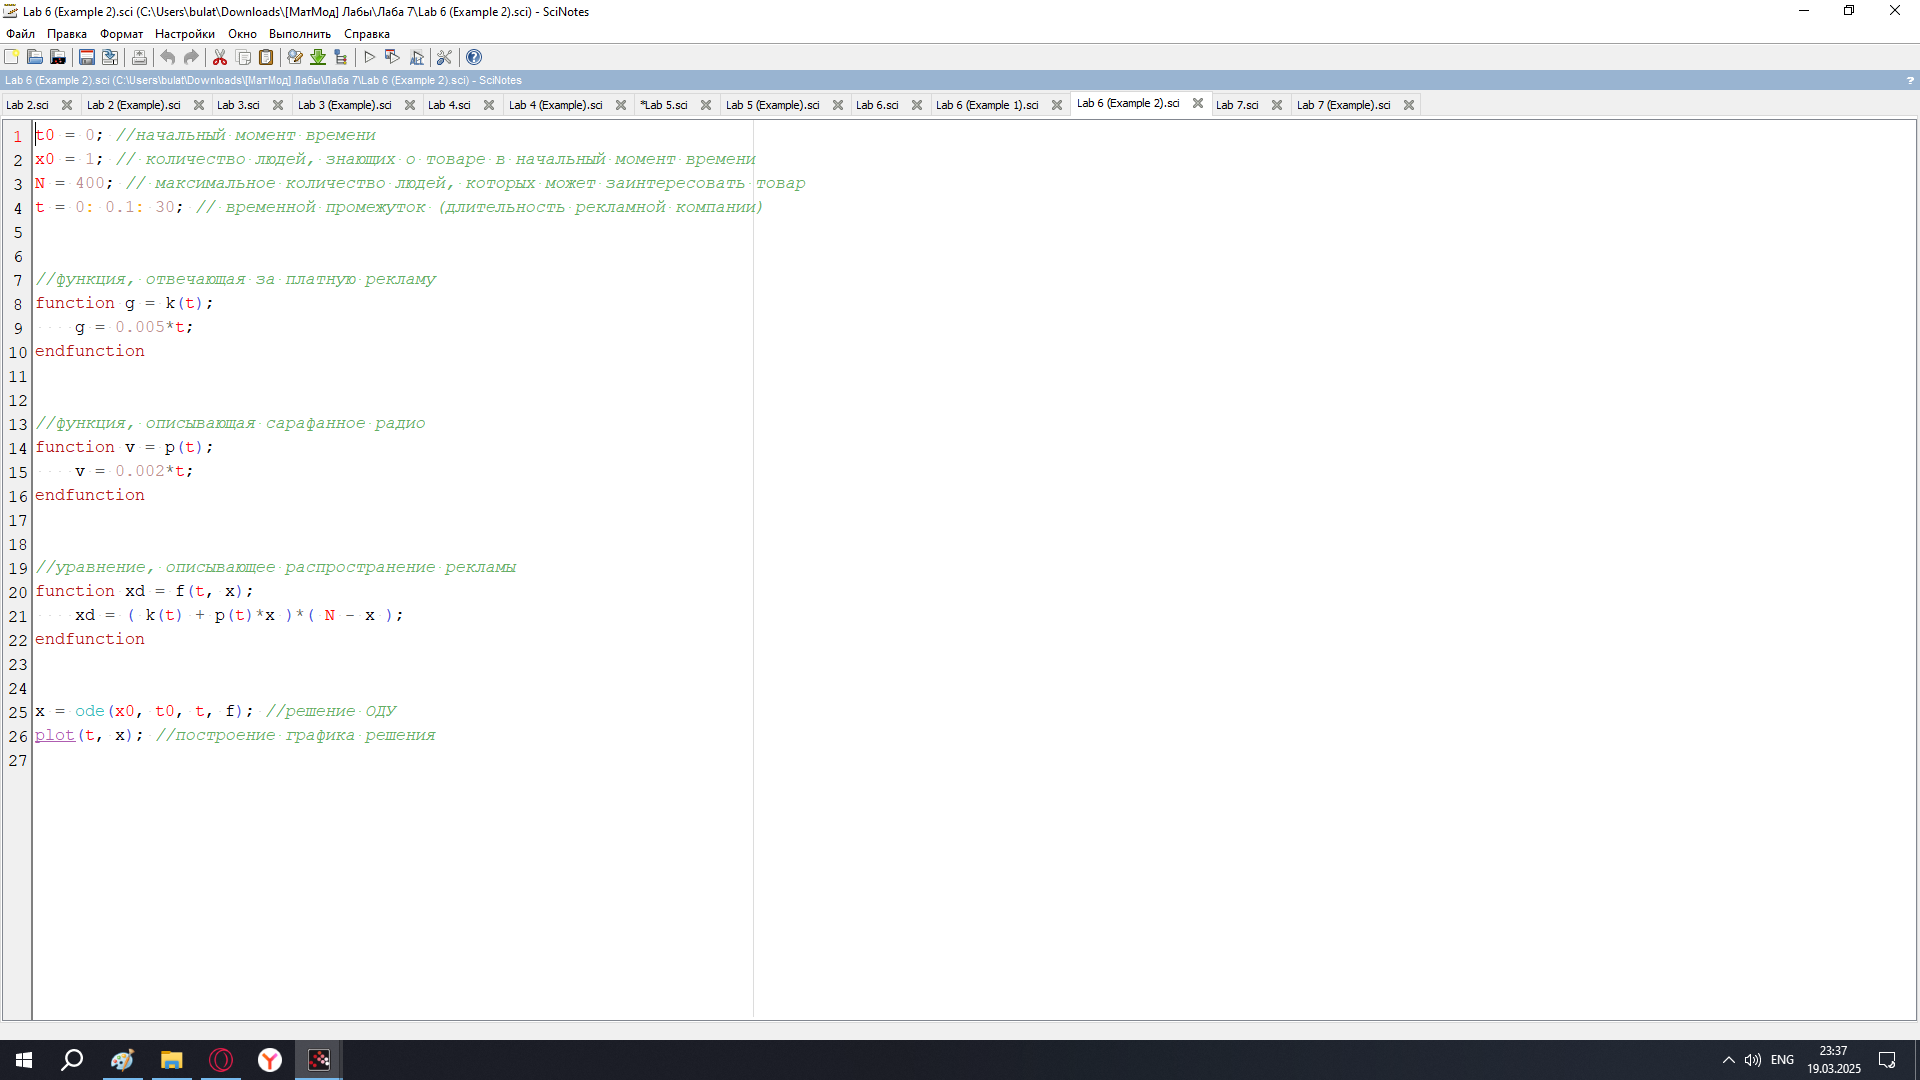 Lab 6 (Example 2).sci (C:\Users\bulat\Downloads\[МатМод] Лабы\Лаба 7\Lab 6 (Example 2).sci) - SciNotes
Файл Правка Формат Настройки Окно Выполнить Справка
Lab 6 (Example 2).sci (C:\Users\bulat\Downloads\[МатМод] Лабы\Лаба 7\Lab 6 (Example 2).sci) - SciNotes ?
Lab 2.sci Lab 2 (Example).sci Lab 3.sci Lab 3 (Example).sci Lab 4.sci Lab 4 (Example).sci *Lab 5.sci Lab 5 (Example).sci Lab 6.sci Lab 6 (Example 1).sci Lab 6 (Example 2).sci Lab 7.sci Lab 7 (Example).sci
1 t0 = 0; //начальный момент времени
2 x0 = 1; // количество людей, знающих о товаре в начальный момент времени
3 N = 400; // максимальное количество людей, которых может заинтересовать товар
4 t = 0: 0.1: 30; // временной промежуток (длительность рекламной компании)
5
6
7 //функция, отвечающая за платную рекламу
8 function g = k(t);
9 g = 0.005*t;
10 endfunction
11
12
13 //функция, описывающая сарафанное радио
14 function v = p(t);
15 v = 0.002*t;
16 endfunction
17
18
19 //уравнение, описывающее распространение рекламы
20 function xd = f(t, x);
21 xd = ( k(t) + p(t)*x )*( N - x );
22 endfunction
23
24
25 x = ode(x0, t0, t, f); //решение ОДУ
26 plot(t, x); //построение графика решения
27
ENG
23:37
19.03.2025